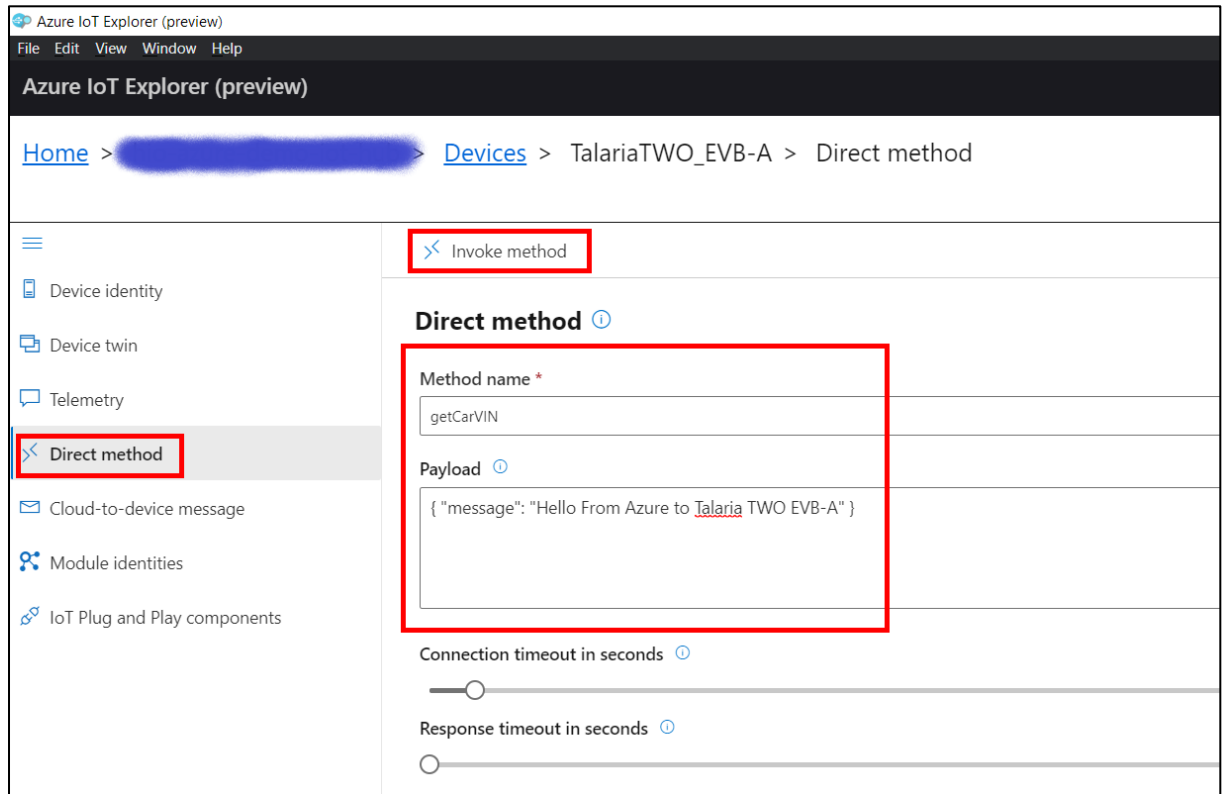 Azure IoT Explorer (preview)
File Edit View Window Help
Azure IoT Explorer (preview)
Home > > Devices > TalariaTWO_EVB-A > Direct method
Invoke method
Device identity
Device twin
Telemetry
Direct method
Cloud-to-device message
Module identities
IoT Plug and Play components
Direct method
Method name *
getCarVIN
Payload
{ "message": "Hello From Azure to Talaria TWO EVB-A" }
Connection timeout in seconds
Response timeout in seconds